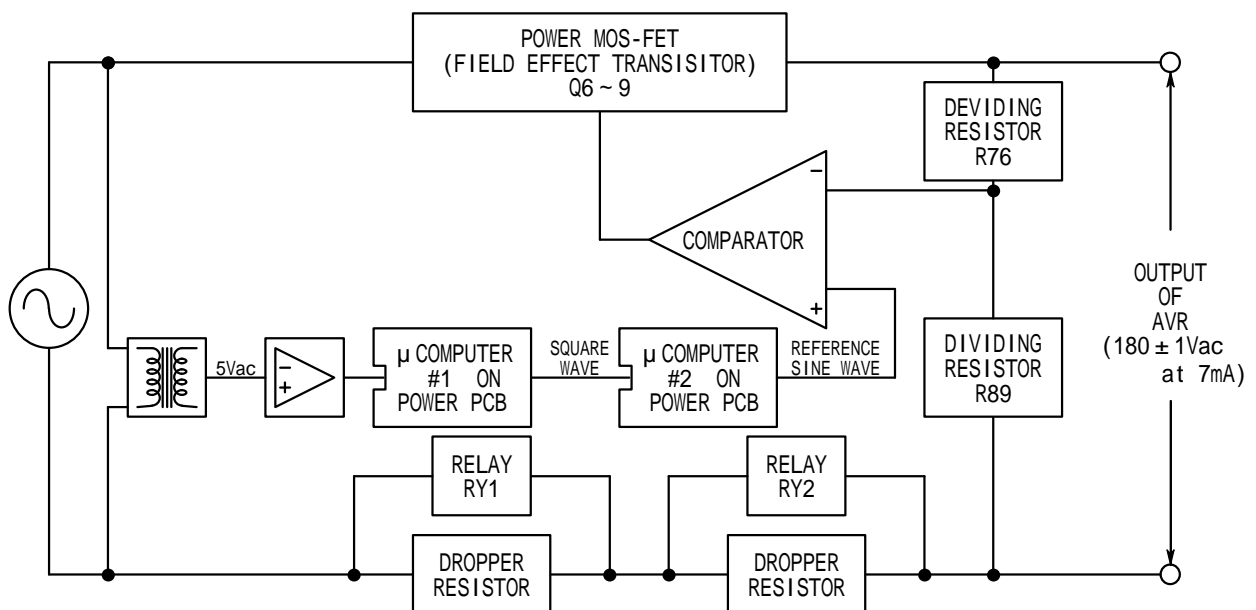 POWER MOS-FET
(FIELD EFFECT TRANSISITOR)
Q6 ~ 9
DEVIDING
RESISTOR
R76
−
COMPARATOR
+
OUTPUT
OF
AVR
(180 ± 1Vac
at 7mA)
5Vac
−
+
µ COMPUTER
#1 ON
POWER PCB
SQUARE
WAVE
µ COMPUTER
#2 ON
POWER PCB
REFERENCE
SINE WAVE
DIVIDING
RESISTOR
R89
RELAY
RY1
RELAY
RY2
DROPPER
RESISTOR
DROPPER
RESISTOR